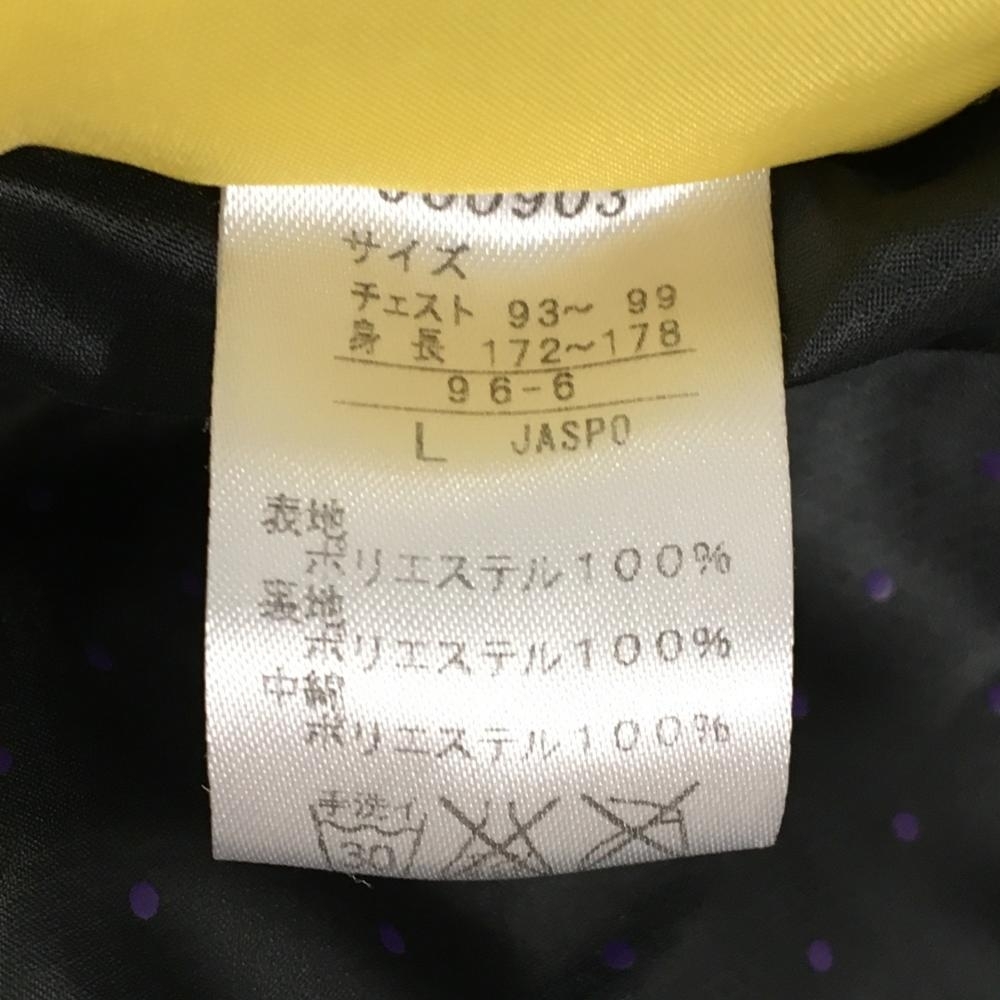 サイズ
チェスト 93～ 99
身長 172～178
96-6
L JASPO
表地
ポリエステル100%
裏地
ポリエステル100%
中綿
ポリエステル100%
手洗イ
30